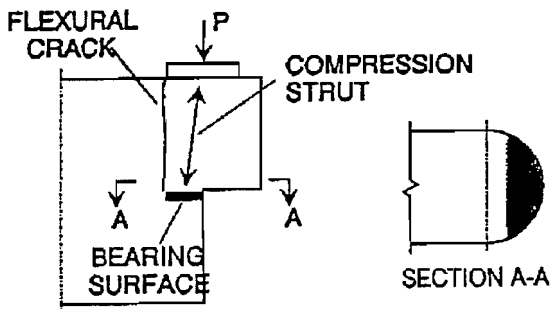 FLEXURAL
CRACK
P
COMPRESSION
STRUT
A
A
BEARING
SURFACE
SECTION A-A